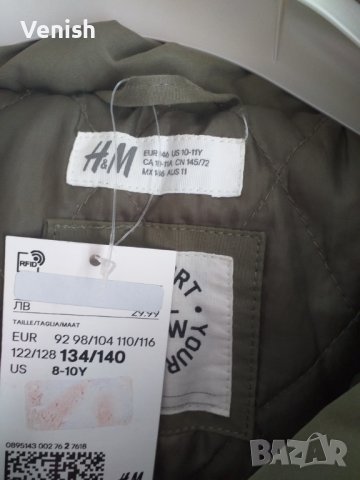 Venish
H&M
EUR 146 US 10-11Y
CA 10-11A CN 145/72
MX 146 AUS 11
RFID
ЛВ 29.99
TAILLE/TAGLIA/MAAT
EUR 92 98/104 110/116
122/128 134/140
US 8-10Y
0895143 002 76 2 7618
H&M
YOUR
BAZAR